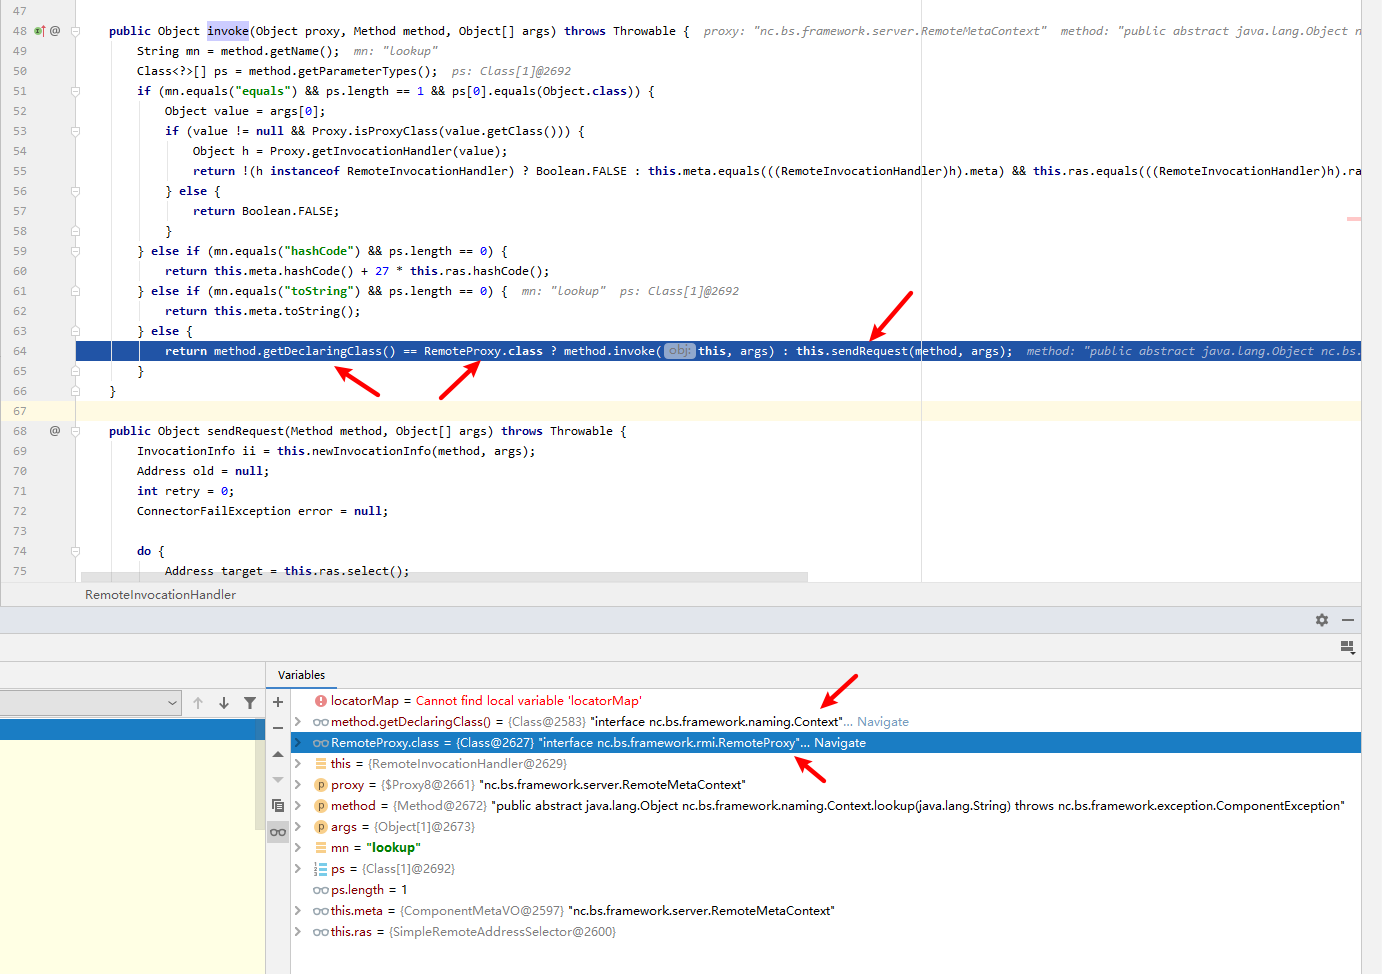 47
48 @ public Object invoke(Object proxy, Method method, Object[] args) throws Throwable { proxy: "nc.bs.framework.server.RemoteMetaContext" method: "public abstract java.lang.Object n
49 String mn = method.getName(); mn: "lookup"
50 Class<?>[] ps = method.getParameterTypes(); ps: Class[1]@2692
51 if (mn.equals("equals") && ps.length == 1 && ps[0].equals(Object.class)) {
52 Object value = args[0];
53 if (value != null && Proxy.isProxyClass(value.getClass())) {
54 Object h = Proxy.getInvocationHandler(value);
55 return !(h instanceof RemoteInvocationHandler) ? Boolean.FALSE : this.meta.equals(((RemoteInvocationHandler)h).meta) && this.ras.equals(((RemoteInvocationHandler)h).ra
56 } else {
57 return Boolean.FALSE;
58 }
59 } else if (mn.equals("hashCode") && ps.length == 0) {
60 return this.meta.hashCode() + 27 * this.ras.hashCode();
61 } else if (mn.equals("toString") && ps.length == 0) { mn: "lookup" ps: Class[1]@2692
62 return this.meta.toString();
63 } else {
64 return method.getDeclaringClass() == RemoteProxy.class ? method.invoke( obj: this, args) : this.sendRequest(method, args); method: "public abstract java.lang.Object nc.bs.
65 }
66 }
67
68 @ public Object sendRequest(Method method, Object[] args) throws Throwable {
69 InvocationInfo ii = this.newInvocationInfo(method, args);
70 Address old = null;
71 int retry = 0;
72 ConnectorFailException error = null;
73
74 do {
75 Address target = this.ras.select();
RemoteInvocationHandler
Variables
locatorMap = Cannot find local variable 'locatorMap'
method.getDeclaringClass() = {Class@2583} "interface nc.bs.framework.naming.Context"... Navigate
RemoteProxy.class = {Class@2627} "interface nc.bs.framework.rmi.RemoteProxy"... Navigate
this = {RemoteInvocationHandler@2629}
proxy = {$Proxy8@2661} "nc.bs.framework.server.RemoteMetaContext"
method = {Method@2672} "public abstract java.lang.Object nc.bs.framework.naming.Context.lookup(java.lang.String) throws nc.bs.framework.exception.ComponentException"
args = {Object[1]@2673}
mn = "lookup"
ps = {Class[1]@2692}
ps.length = 1
this.meta = {ComponentMetaVO@2597} "nc.bs.framework.server.RemoteMetaContext"
this.ras = {SimpleRemoteAddressSelector@2600}